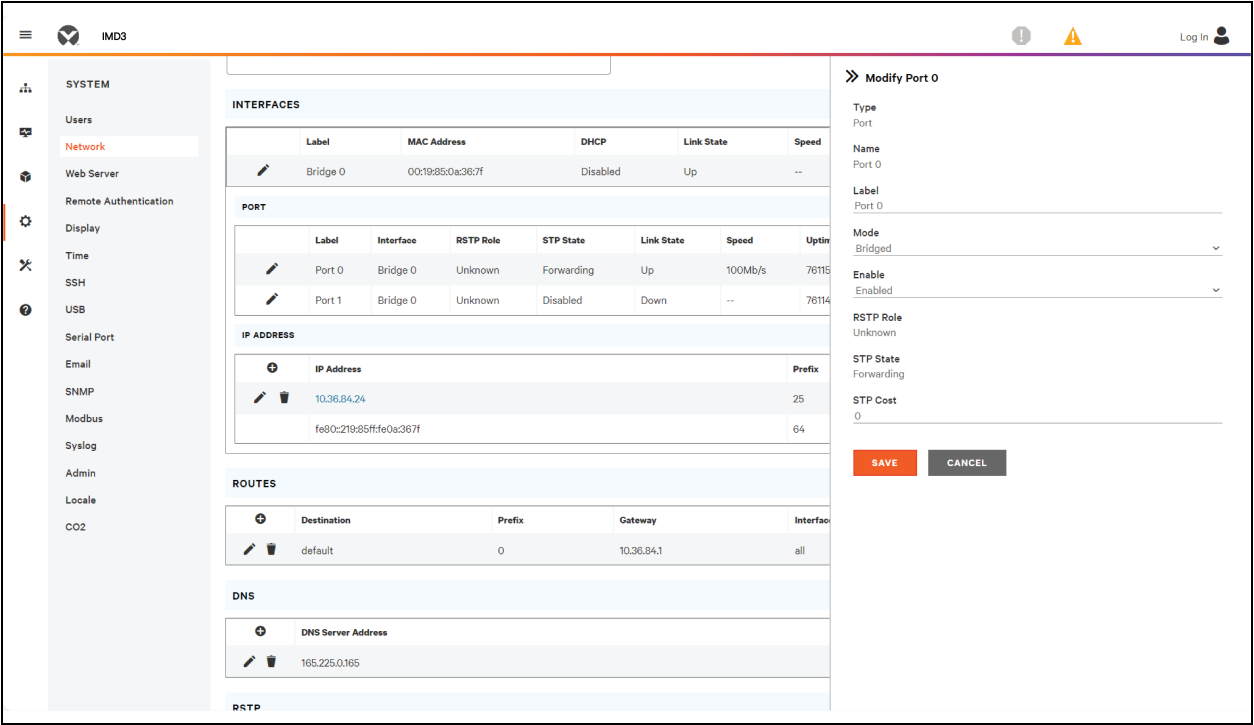 IMD3
Log In
SYSTEM
Users
Network
Web Server
Remote Authentication
Display
Time
SSH
USB
Serial Port
Email
SNMP
Modbus
Syslog
Admin
Locale
CO2
INTERFACES
Label MAC Address DHCP Link State Speed
Bridge 0 00:19:85:0a:36:7f Disabled Up --
PORT
Label Interface RSTP Role STP State Link State Speed Uptim
Port 0 Bridge 0 Unknown Forwarding Up 100Mb/s 76115
Port 1 Bridge 0 Unknown Disabled Down -- 76114
IP ADDRESS
IP Address Prefix
10.36.84.24 25
fe80::219:85ff:fe0a:367f 64
ROUTES
Destination Prefix Gateway Interface
default 0 10.36.84.1 all
DNS
DNS Server Address
165.225.0.165
RSTP
Modify Port 0
Type
Port
Name
Port 0
Label
Port 0
Mode
Bridged
Enable
Enabled
RSTP Role
Unknown
STP State
Forwarding
STP Cost
0
SAVE CANCEL